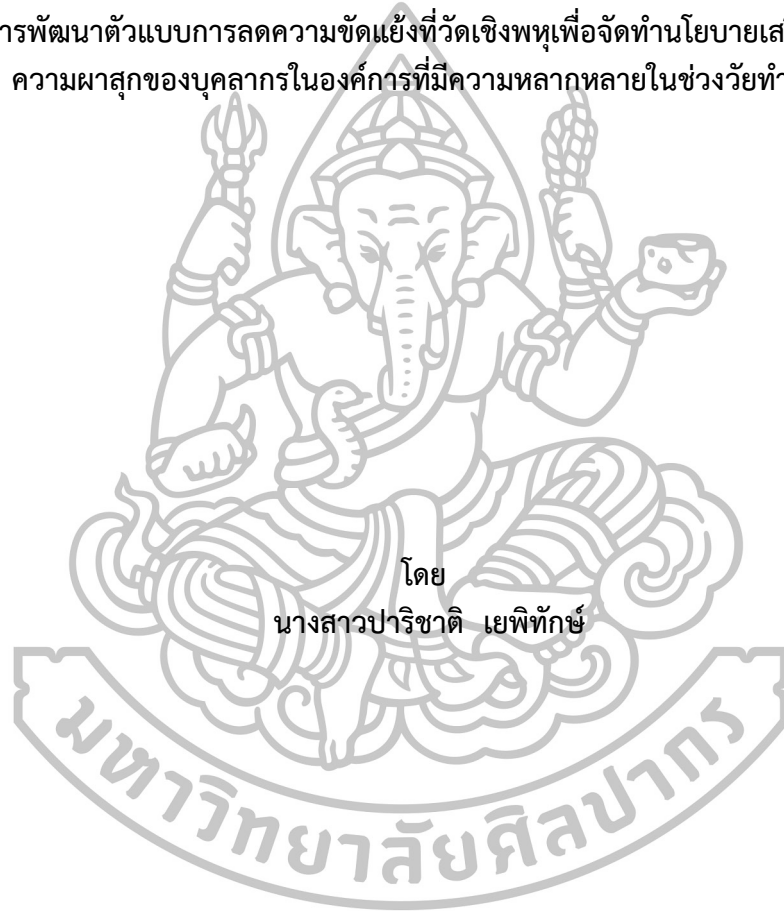 การพัฒนาตัวแบบการลดความขัดแย้งที่วัดเชิงพหุเพื่อจัดทำนโยบายเส
ความผาสุกของบุคลากรในองค์การที่มีความหลากหลายในช่วงวัยทำ
โดย
นางสาวปาริชาติ เยพิทักษ์
มหาวิทยาลัยศิลปากร